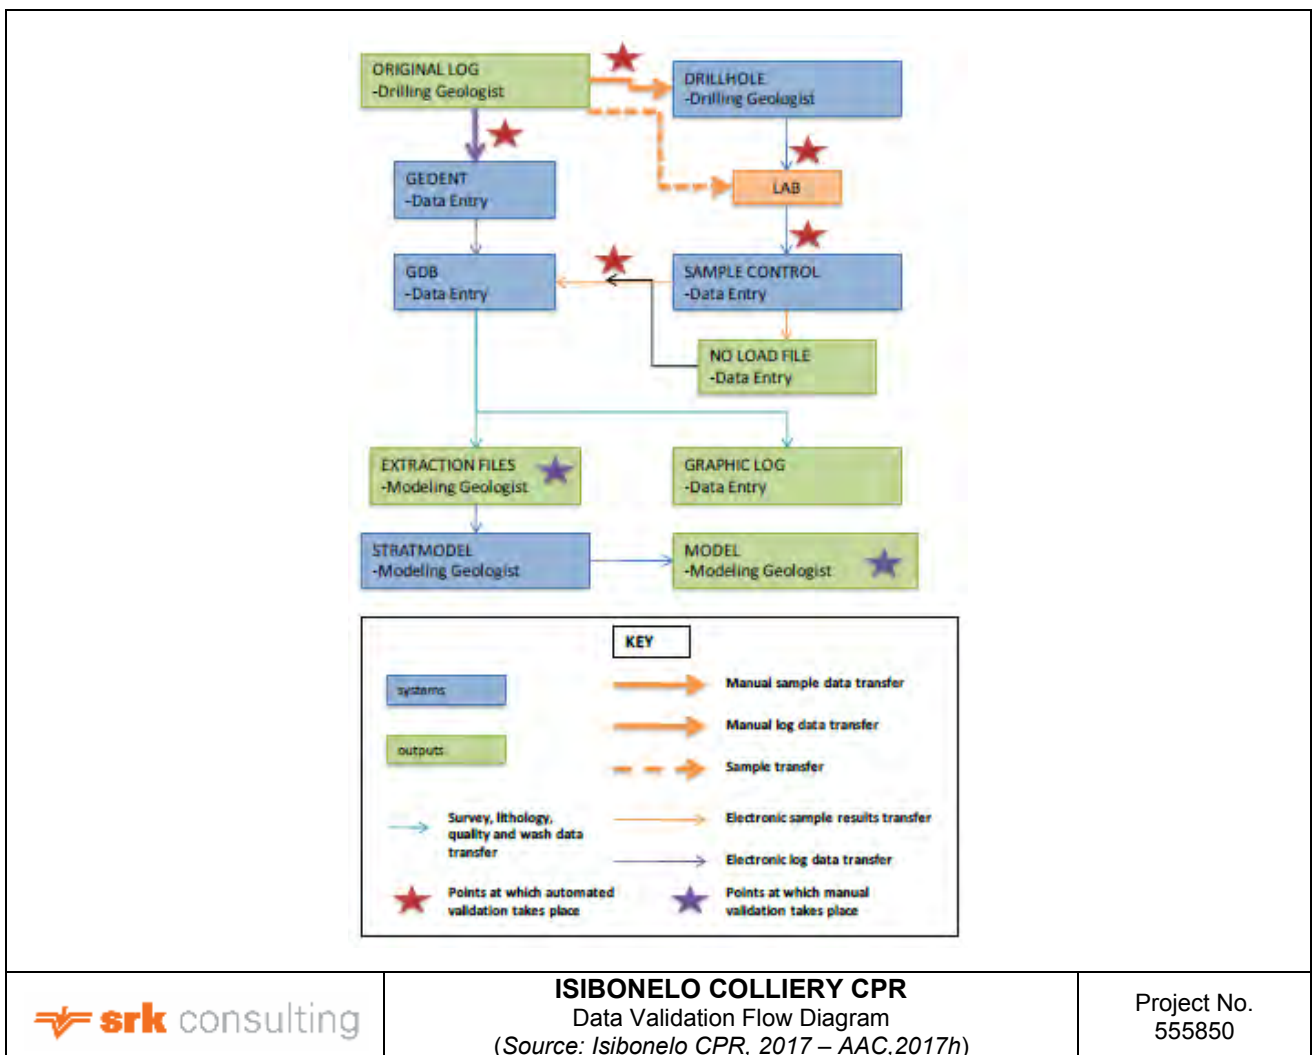 ORIGINAL LOG
-Drilling Geologist
DRILLHOLE
-Drilling Geologist
GEDENT
-Data Entry
LAB
GDB
-Data Entry
SAMPLE CONTROL
-Data Entry
NO LOAD FILE
-Data Entry
EXTRACTION FILES
-Modeling Geologist
GRAPHIC LOG
-Data Entry
STRATMODEL
-Modeling Geologist
MODEL
-Modeling Geologist
KEY
systems
outputs
Manual sample data transfer
Manual log data transfer
Sample transfer
Survey, lithology,
quality and wash data
transfer
Electronic sample results transfer
Electronic log data transfer
Points at which automated
validation takes place
Points at which manual
validation takes place
srk consulting
ISIBONELO COLLIERY CPR
Data Validation Flow Diagram
(Source: Isibonelo CPR, 2017 – AAC,2017h)
Project No.
555850